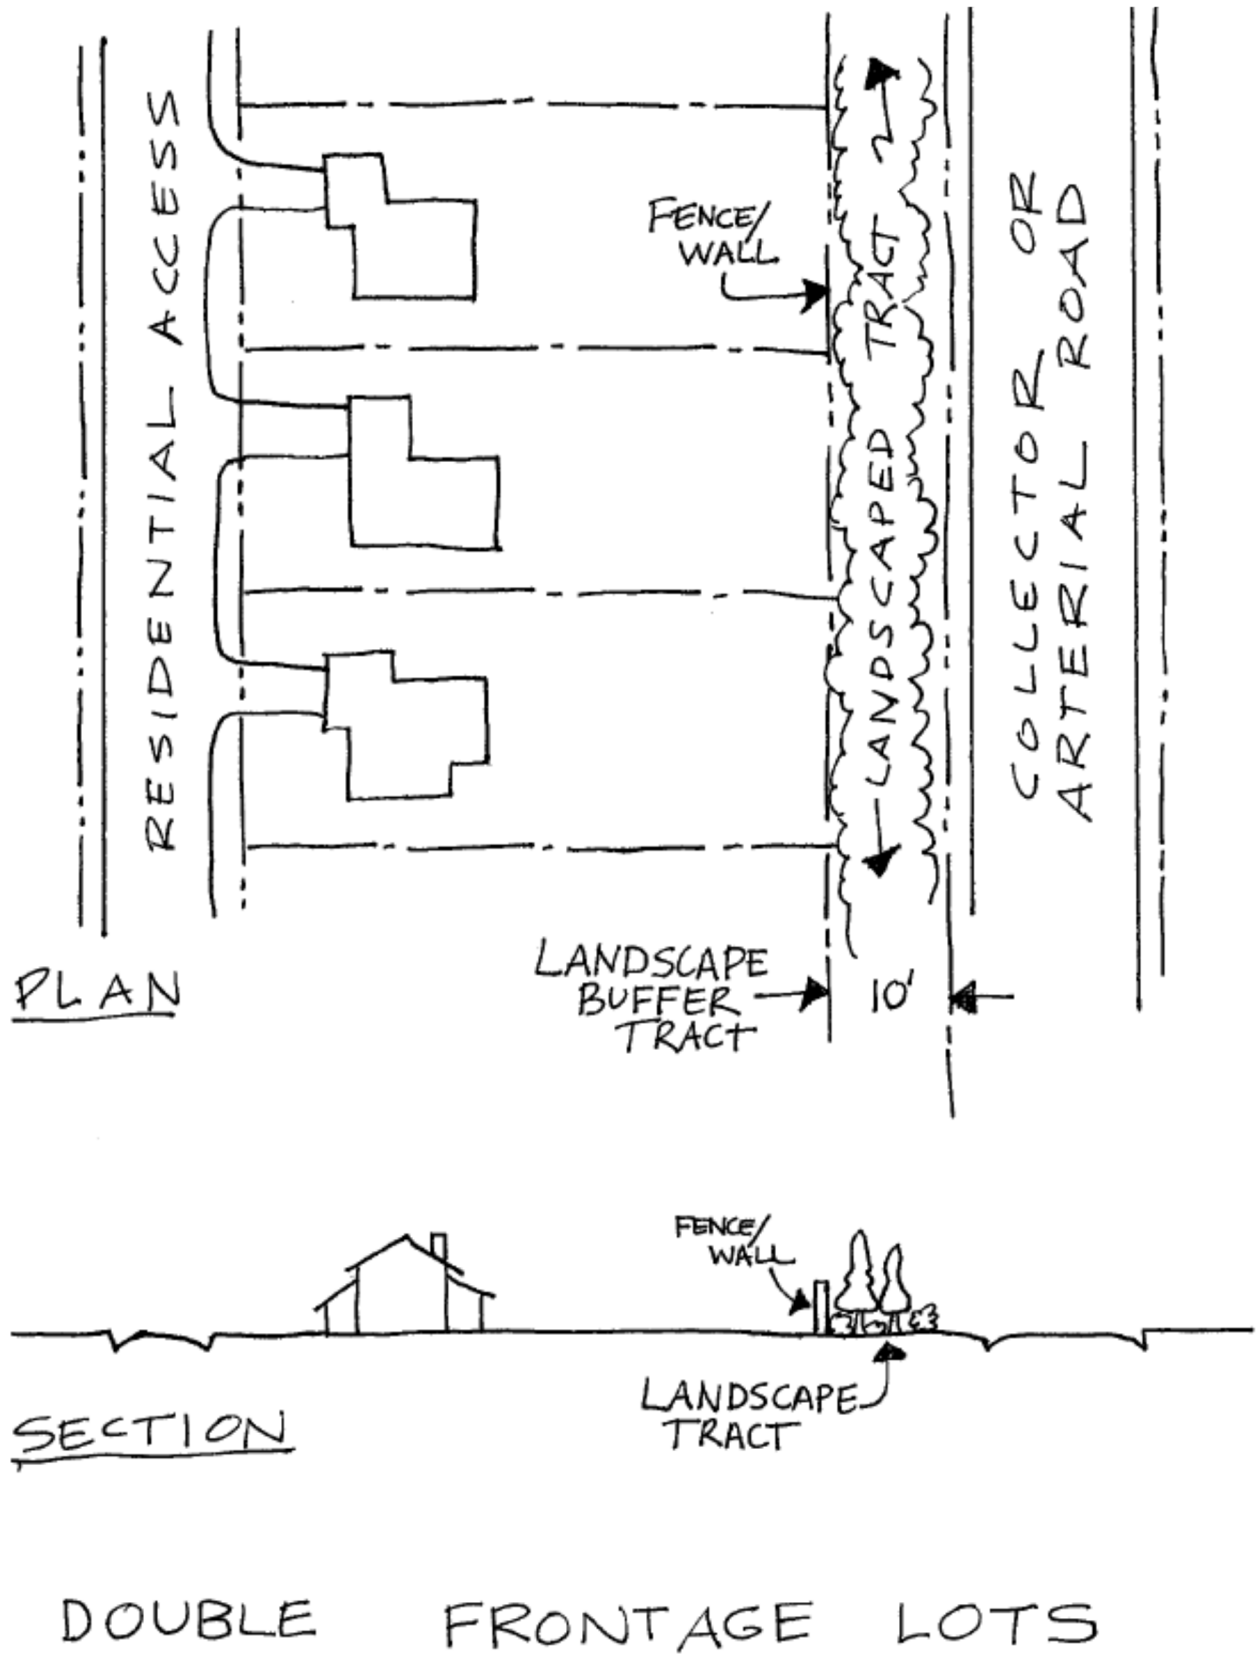 RESIDENTIAL ACCESS
FENCE/
WALL
LANDSCAPED TRACT
COLLECTOR OR
ARTERIAL ROAD
LANDSCAPE
BUFFER
TRACT
10'
PLAN
FENCE/
WALL
LANDSCAPE
TRACT
SECTION
DOUBLE FRONTAGE LOTS